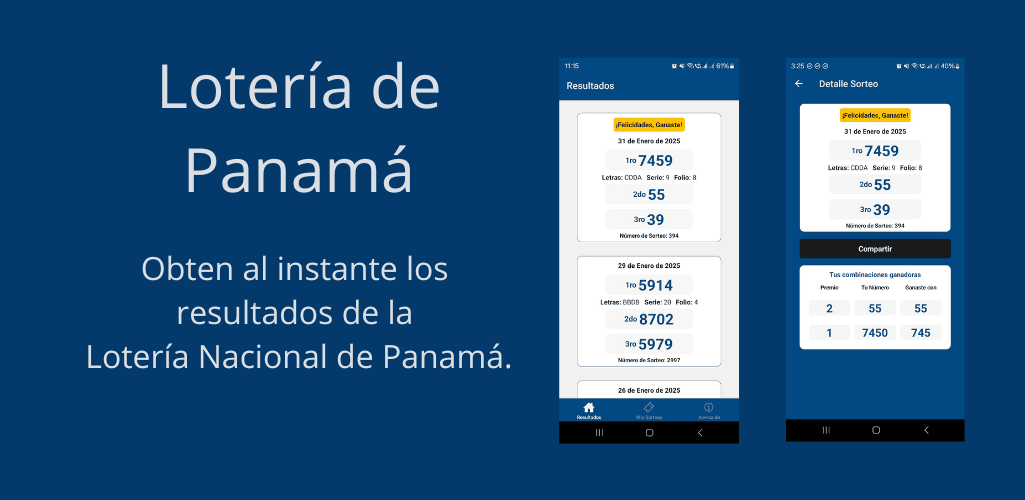 Lotería de
Panamá
Obten al instante los
resultados de la
Lotería Nacional de Panamá.
11:15
61%
Resultados
¡Felicidades, Ganaste!
31 de Enero de 2025
1ro 7459
Letras: CDDA Serie: 9 Folio: 8
2do 55
3ro 39
Número de Sorteo: 394
29 de Enero de 2025
1ro 5914
Letras: BBDB Serie: 20 Folio: 4
2do 8702
3ro 5979
Número de Sorteo: 2997
26 de Enero de 2025
Resultados Mis Sorteos Acerca de
3:25
40%
Detalle Sorteo
¡Felicidades, Ganaste!
31 de Enero de 2025
1ro 7459
Letras: CDDA Serie: 9 Folio: 8
2do 55
3ro 39
Número de Sorteo: 394
Compartir
Tus combinaciones ganadoras
Premio Tu Número Ganaste con
2 55 55
1 7450 745